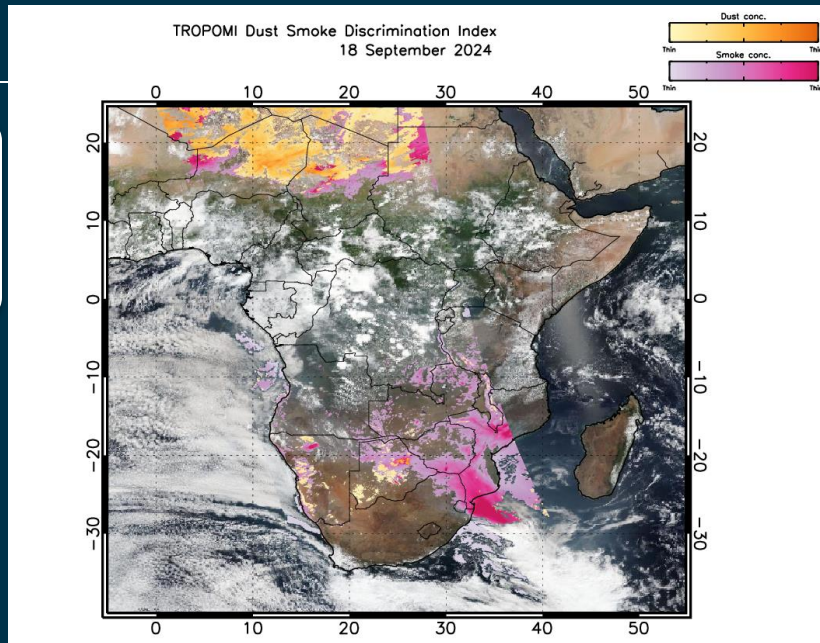 TROPOMI Dust Smoke Discrimination Index
18 September 2024
Dust conc.
Thin
Smoke conc.
Thin
0 10 20 30 40 50
20 20
10 10
0 0
−10 −10
−20 −20
−30 −30
0 10 20 30 40 50